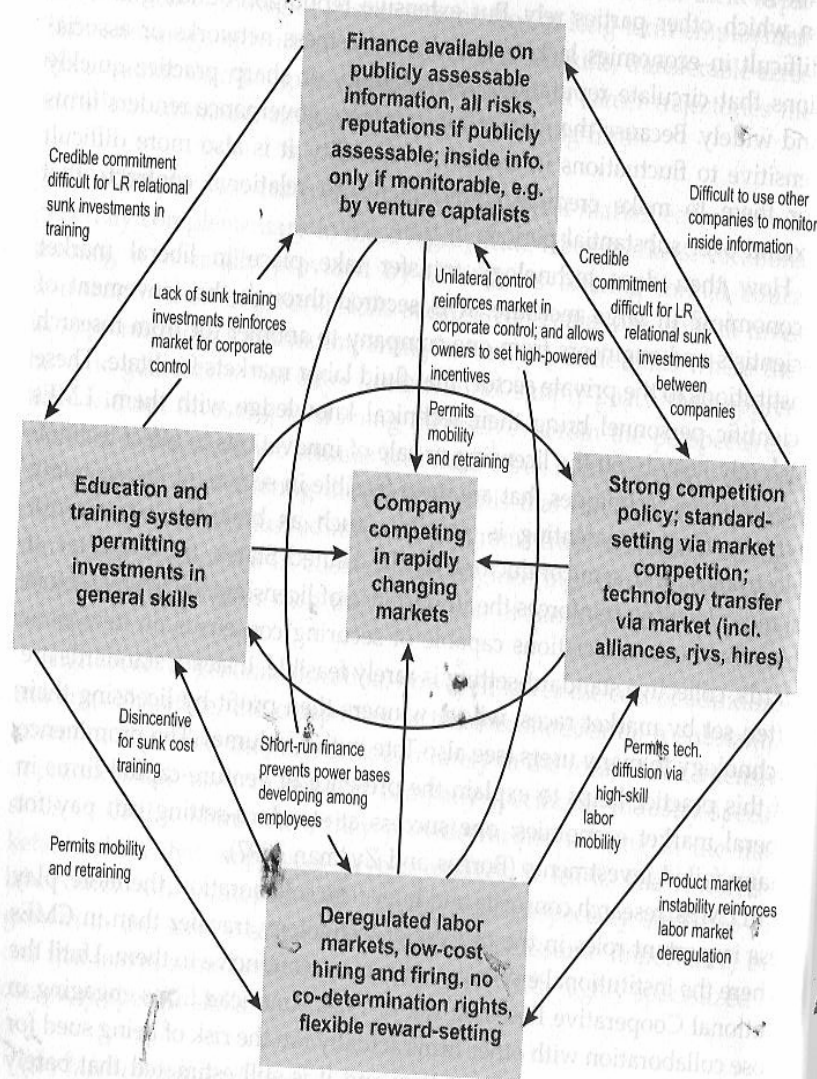 Finance available on
publicly assessable
information, all risks,
reputations if publicly
assessable; inside info.
only if monitorable, e.g.
by venture captalists
Credible commitment
difficult for LR relational
sunk investments in
training
Difficult to use other
companies to monitor
inside information
Lack of sunk training
investments reinforces
market for corporate
control
Unilateral control
reinforces market in
corporate control; and allows
owners to set high-powered
incentives
Credible
commitment
difficult for LR
relational sunk
investments
between
companies
Permits
mobility
and retraining
Education and
training system
permitting
investments in
general skills
Company
competing
in rapidly
changing
markets
Strong competition
policy; standard-
setting via market
competition;
technology transfer
via market (incl.
alliances, rjvs, hires)
Disincentive
for sunk cost
training
Short-run finance
prevents power bases
developing among
employees
Permits tech.
diffusion via
high-skill
labor
mobility
Permits mobility
and retraining
Product market
instability reinforces
labor market
deregulation
Deregulated labor
markets, low-cost
hiring and firing, no
co-determination rights,
flexible reward-setting